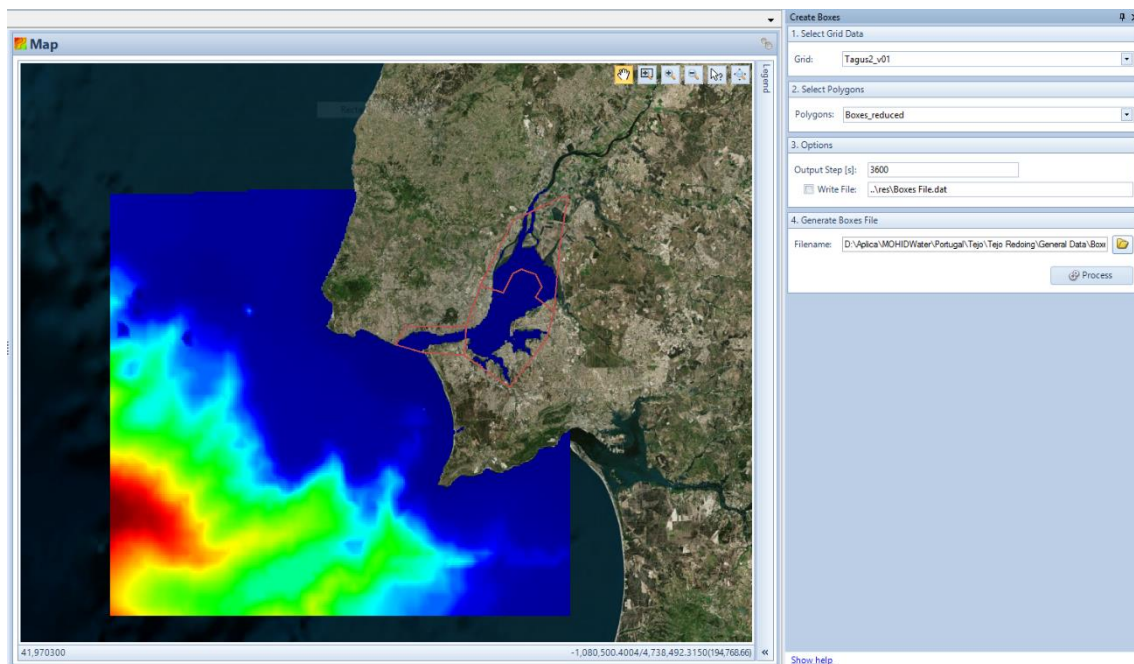 Map
Legend
41,970300
-1,080,500.4004/4,738,492.3150(194,768.66)
Create Boxes
1. Select Grid Data
Grid: Tagus2_v01
2. Select Polygons
Polygons: Boxes_reduced
3. Options
Output Step [s]: 3600
Write File: ..\res\Boxes File.dat
4. Generate Boxes File
Filename: D:\Aplica\MOHIDWater\Portugal\Tejo\Tejo Redoing\General Data\Boxe
Process
Show help